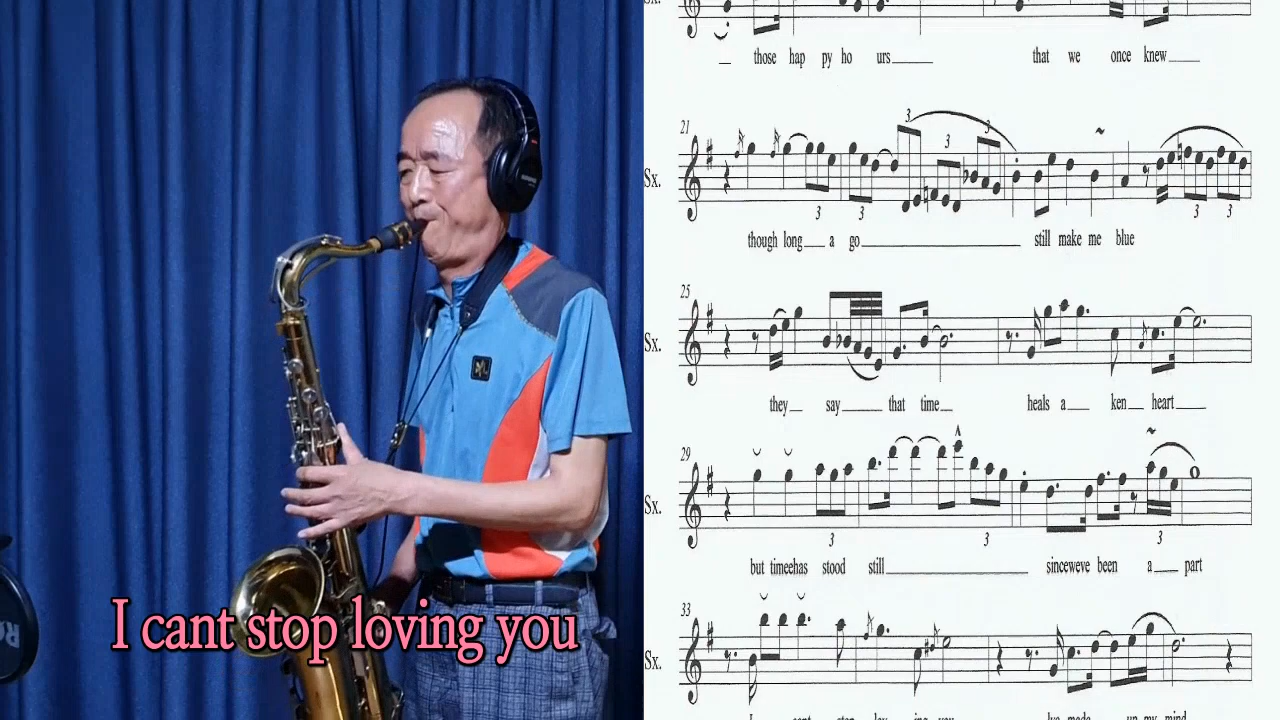 I cant stop loving you
those hap py ho urs that we once knew
21
Sx.
though long a go still make me blue
25
Sx.
they say that time heals a ken heart
29
Sx.
but timeehas stood still sinceweve been a part
33
Sx.